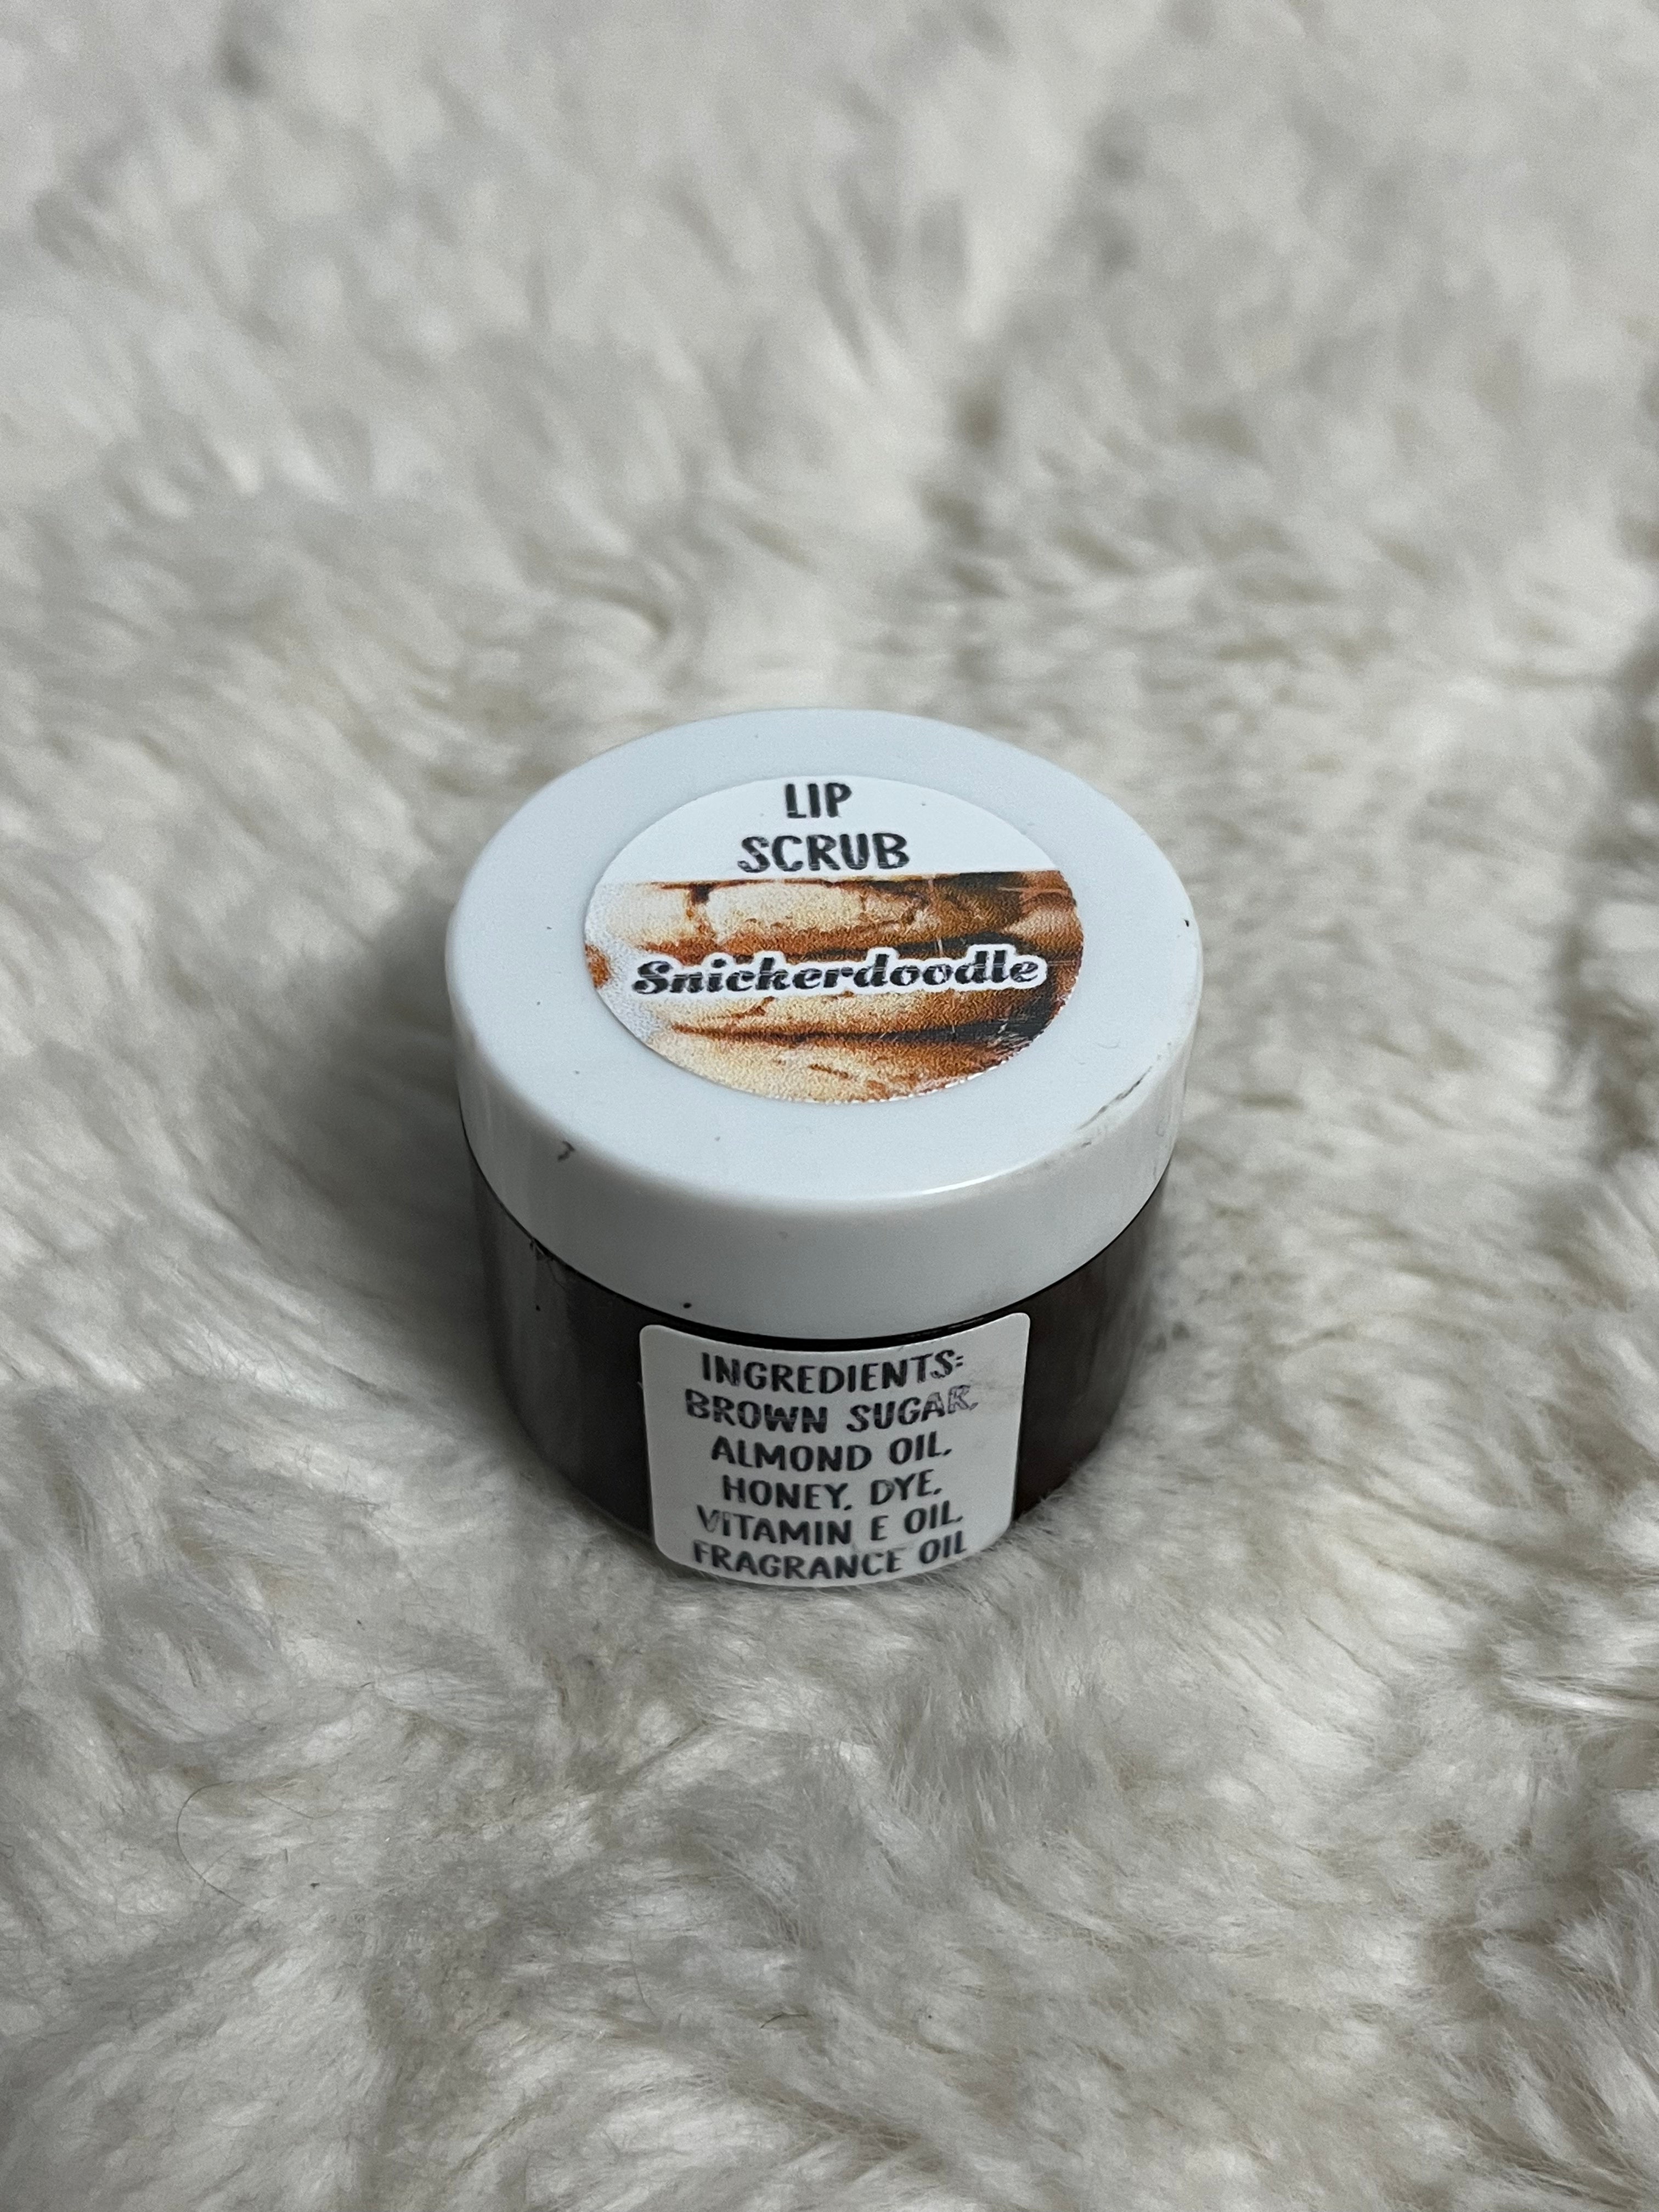 LIP
SCRUB
Snickerdoodle
INGREDIENTS:
BROWN SUGAR,
ALMOND OIL,
HONEY, DYE,
VITAMIN E OIL,
FRAGRANCE OIL